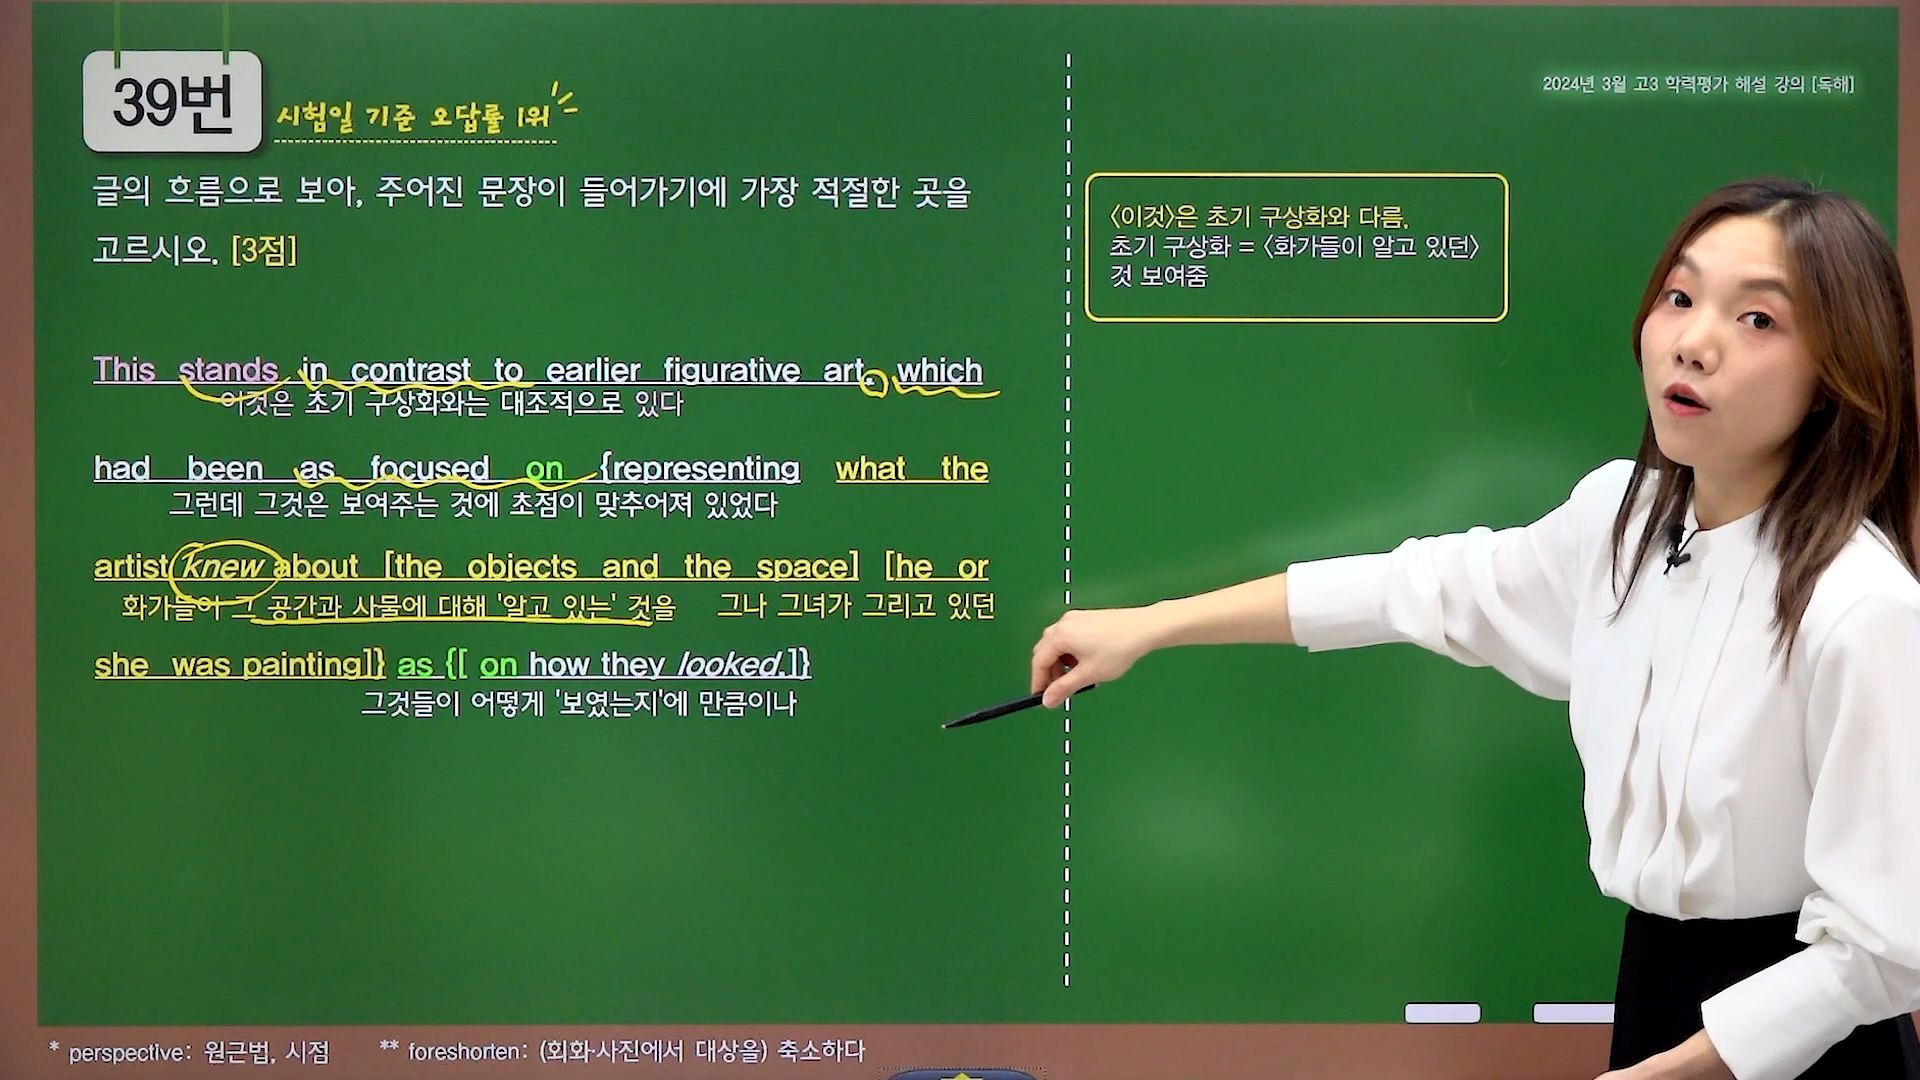 39번
시험일 기준 오답률 1위
2024년 3월 고3 학력평가 해설 강의 [독해]
글의 흐름으로 보아, 주어진 문장이 들어가기에 가장 적절한 곳을
고르시오. [3점]
This stands in contrast to earlier figurative art, which
이것은 초기 구상화와는 대조적으로 있다
had been as focused on {representing what the
그런데 그것은 보여주는 것에 초점이 맞추어져 있었다
artist knew about [the objects and the space] [he or
화가들이 그 공간과 사물에 대해 '알고 있는' 것을 그나 그녀가 그리고 있던
she was painting]} as {[ on how they looked.]}
그것들이 어떻게 '보였는지'에 만큼이나
〈이것〉은 초기 구상화와 다름,
초기 구상화 = 〈화가들이 알고 있던〉
것 보여줌
* perspective: 원근법, 시점 ** foreshorten: (회화·사진에서 대상을) 축소하다